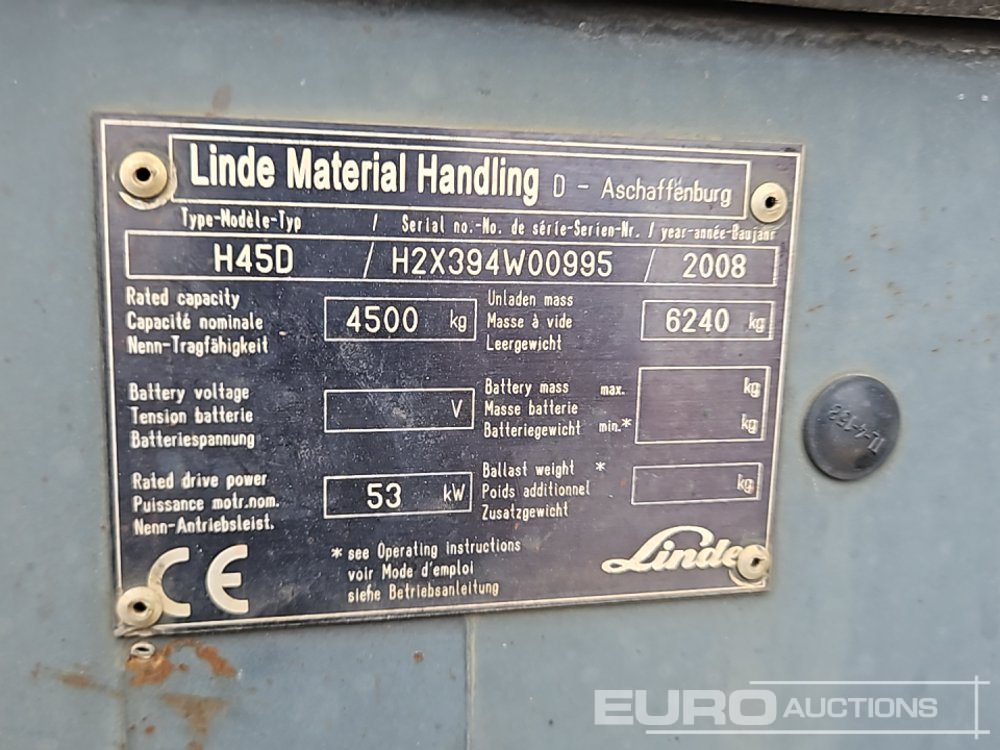 Linde Material Handling D - Aschaffenburg
Type-Modèle-Typ / Serial no.-No. de série-Serien-Nr. / year-année-Baujahr
H45D / H2X394W00995 / 2008
Rated capacity
Capacité nominale
Nenn-Tragfähigkeit
4500 kg
Unladen mass
Masse à vide
Leergewicht
6240 kg
Battery voltage
Tension batterie
Batteriespannung
V
Battery mass max. kg
Masse batterie
Batteriegewicht min.* kg
Rated drive power
Puissance motr.nom.
Nenn-Antriebsleist.
53 kW
Ballast weight *
Poids additionnel
Zusatzgewicht
kg
CE
* see Operating instructions
voir Mode d'emploi
siehe Betriebsanleitung
Linde
EURO AUCTIONS